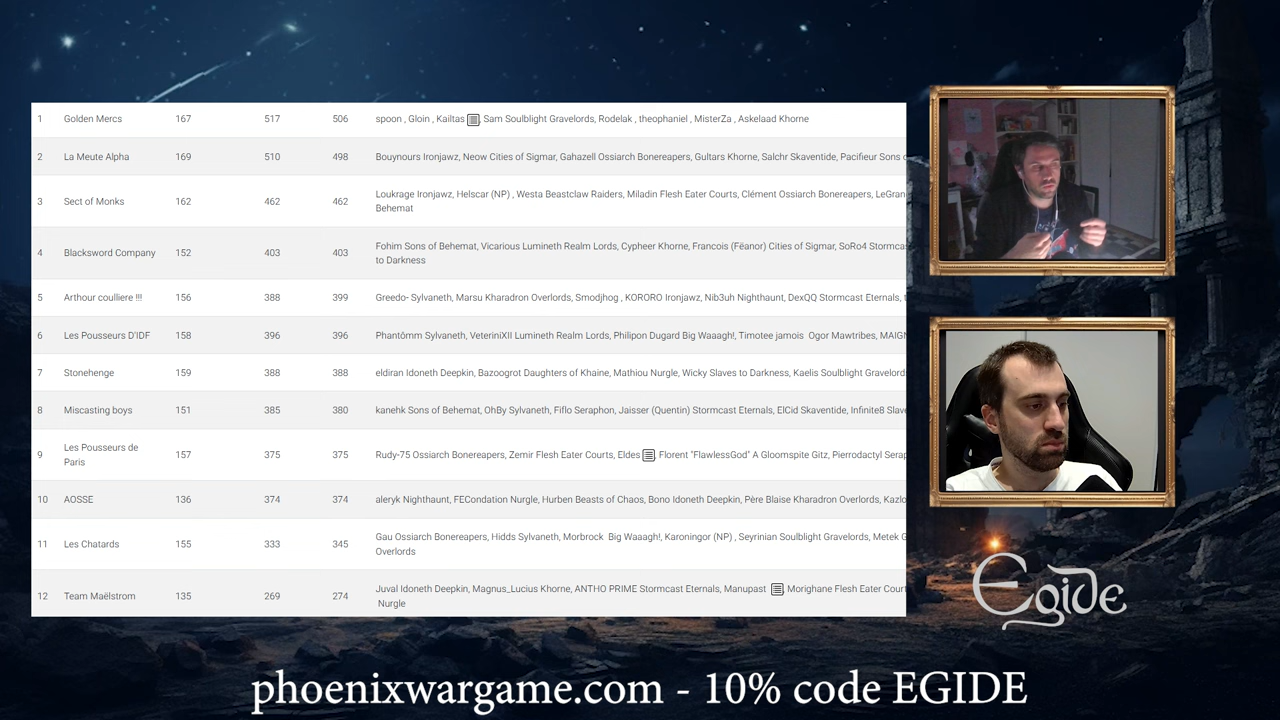 1 Golden Mercs 167 517 506 spoon , Gloin , Kailtas , Sam Soulblight Gravelords, Rodelak , theophaniel , MisterZa , Askelaad Khorne
2 La Meute Alpha 169 510 498 Bouynours Ironjawz, Neow Cities of Sigmar, Gahazell Ossiarch Bonereapers, Gultars Khorne, Salchr Skaventide, Pacifieur Sons
3 Sect of Monks 162 462 462 Loukrage Ironjawz, Helscar (NP) , Westa Beastclaw Raiders, Miladin Flesh Eater Courts, Clément Ossiarch Bonereapers, LeGran
Behemat
4 Blacksword Company 152 403 403 Fohim Sons of Behemat, Vicarious Lumineth Realm Lords, Cypheer Khorne, Francois (Fëanor) Cities of Sigmar, SoRo4 Stormcas
to Darkness
5 Arthour coulliere !!! 156 388 399 Greedo- Sylvaneth, Marsu Kharadron Overlords, Smodjhog , KORORO Ironjawz, Nib3uh Nighthaunt, DexQQ Stormcast Eternals,
6 Les Pousseurs D'IDF 158 396 396 Phantômm Sylvaneth, VeteriniXII Lumineth Realm Lords, Philipon Dugard Big Waaagh!, Timotee jamois Ogor Mawtribes, MAIGN
7 Stonehenge 159 388 388 eldiran Idoneth Deepkin, Bazoogrot Daughters of Khaine, Mathiou Nurgle, Wicky Slaves to Darkness, Kaelis Soulblight Gravelord
8 Miscasting boys 151 385 380 kanehk Sons of Behemat, OhBy Sylvaneth, Fiflo Seraphon, Jaisser (Quentin) Stormcast Eternals, ElCid Skaventide, Infinite8 Slave
9 Les Pousseurs de Paris 157 375 375 Rudy-75 Ossiarch Bonereapers, Zemir Flesh Eater Courts, Eldes , Florent "FlawlessGod" A Gloomspite Gitz, Pierrodactyl Serap
10 AOSSE 136 374 374 aleryk Nighthaunt, FECondation Nurgle, Hurben Beasts of Chaos, Bono Idoneth Deepkin, Père Blaise Kharadron Overlords, Kazlo
11 Les Chatards 155 333 345 Gau Ossiarch Bonereapers, Hidds Sylvaneth, Morbrock Big Waaagh!, Karoningor (NP) , Seyrinian Soulblight Gravelords, Metek G
Overlords
12 Team Maëlstrom 135 269 274 Juval Idoneth Deepkin, Magnus_Lucius Khorne, ANTHO PRIME Stormcast Eternals, Manupast , Morighane Flesh Eater Court
Nurgle
Egide
phoenixwargame.com - 10% code EGIDE